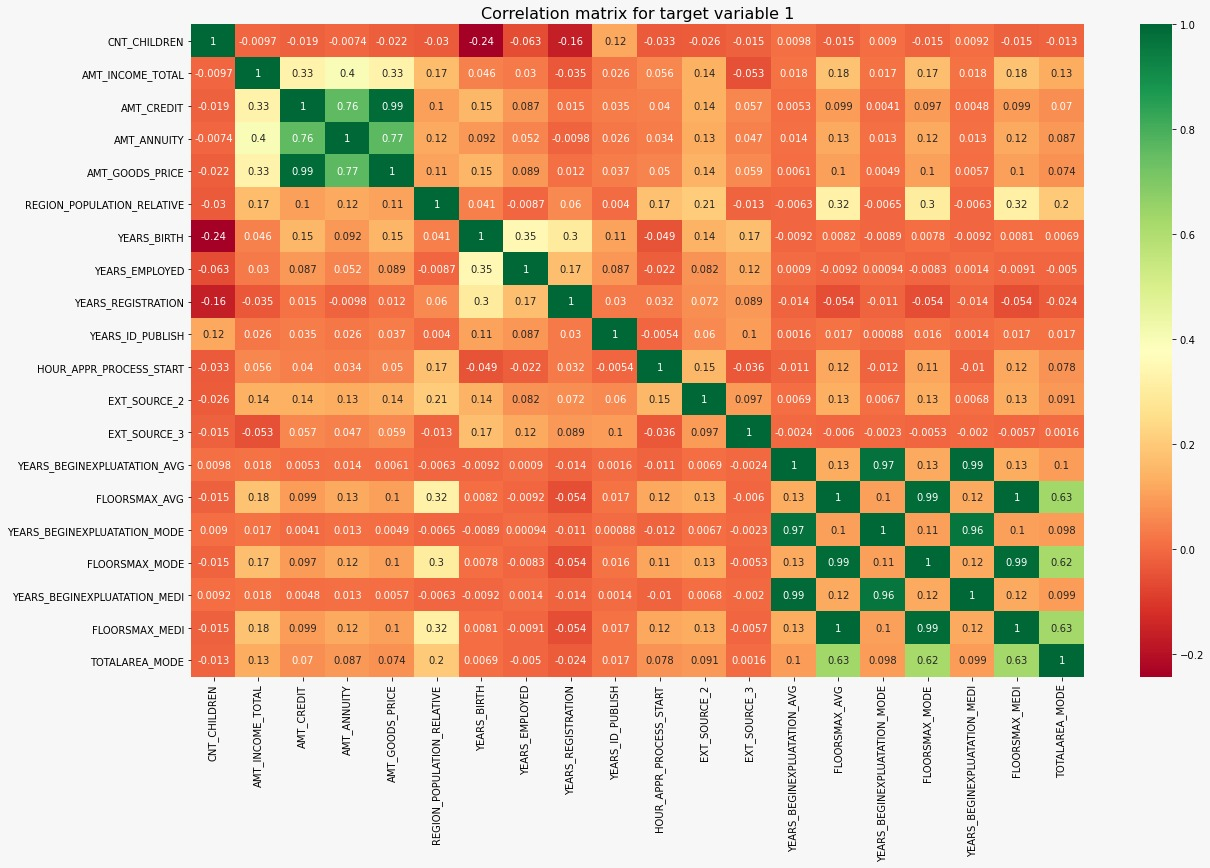 Correlation matrix for target variable 1
CNT_CHILDREN 1 -0.0097 -0.019 -0.0074 -0.022 -0.03 -0.24 -0.063 -0.16 0.12 -0.033 -0.026 -0.015 0.0098 -0.015 0.009 -0.015 0.0092 -0.015 -0.013
AMT_INCOME_TOTAL -0.0097 1 0.33 0.4 0.33 0.17 0.046 0.03 -0.035 0.026 0.056 0.14 -0.053 0.018 0.18 0.017 0.17 0.018 0.18 0.13
AMT_CREDIT -0.019 0.33 1 0.76 0.99 0.1 0.15 0.087 0.015 0.035 0.04 0.14 0.057 0.0053 0.099 0.0041 0.097 0.0048 0.099 0.07
AMT_ANNUITY -0.0074 0.4 0.76 1 0.77 0.12 0.092 0.052 -0.0098 0.026 0.034 0.13 0.047 0.014 0.13 0.013 0.12 0.013 0.12 0.087
AMT_GOODS_PRICE -0.022 0.33 0.99 0.77 1 0.11 0.15 0.089 0.012 0.037 0.05 0.14 0.059 0.0061 0.1 0.0049 0.1 0.0057 0.1 0.074
REGION_POPULATION_RELATIVE -0.03 0.17 0.1 0.12 0.11 1 0.041 -0.0087 0.06 0.004 0.17 0.21 -0.013 -0.0063 0.32 -0.0065 0.3 -0.0063 0.32 0.2
YEARS_BIRTH -0.24 0.046 0.15 0.092 0.15 0.041 1 0.35 0.3 0.11 -0.049 0.14 0.17 -0.0092 0.0082 -0.0089 0.0078 -0.0092 0.0081 0.0069
YEARS_EMPLOYED -0.063 0.03 0.087 0.052 0.089 -0.0087 0.35 1 0.17 0.087 -0.022 0.082 0.12 0.0009 -0.0092 0.00094 -0.0083 0.0014 -0.0091 -0.005
YEARS_REGISTRATION -0.16 -0.035 0.015 -0.0098 0.012 0.06 0.3 0.17 1 0.03 0.032 0.072 0.089 -0.014 -0.054 -0.011 -0.054 -0.014 -0.054 -0.024
YEARS_ID_PUBLISH 0.12 0.026 0.035 0.026 0.037 0.004 0.11 0.087 0.03 1 -0.0054 0.06 0.1 0.0016 0.017 0.00088 0.016 0.0014 0.017 0.017
HOUR_APPR_PROCESS_START -0.033 0.056 0.04 0.034 0.05 0.17 -0.049 -0.022 0.032 -0.0054 1 0.15 -0.036 -0.011 0.12 -0.012 0.11 -0.01 0.12 0.078
EXT_SOURCE_2 -0.026 0.14 0.14 0.13 0.14 0.21 0.14 0.082 0.072 0.06 0.15 1 0.097 0.0069 0.13 0.0067 0.13 0.0068 0.13 0.091
EXT_SOURCE_3 -0.015 -0.053 0.057 0.047 0.059 -0.013 0.17 0.12 0.089 0.1 -0.036 0.097 1 -0.0024 -0.006 -0.0023 -0.0053 -0.002 -0.0057 0.0016
YEARS_BEGINEXPLUATATION_AVG 0.0098 0.018 0.0053 0.014 0.0061 -0.0063 -0.0092 0.0009 -0.014 0.0016 -0.011 0.0069 -0.0024 1 0.13 0.97 0.13 0.99 0.13 0.1
FLOORSMAX_AVG -0.015 0.18 0.099 0.13 0.1 0.32 0.0082 -0.0092 -0.054 0.017 0.12 0.13 -0.006 0.13 1 0.1 0.99 0.12 1 0.63
YEARS_BEGINEXPLUATATION_MODE 0.009 0.017 0.0041 0.013 0.0049 -0.0065 -0.0089 0.00094 -0.011 0.00088 -0.012 0.0067 -0.0023 0.97 0.1 1 0.11 0.96 0.1 0.098
FLOORSMAX_MODE -0.015 0.17 0.097 0.12 0.1 0.3 0.0078 -0.0083 -0.054 0.016 0.11 0.13 -0.0053 0.13 0.99 0.11 1 0.12 0.99 0.62
YEARS_BEGINEXPLUATATION_MEDI 0.0092 0.018 0.0048 0.013 0.0057 -0.0063 -0.0092 0.0014 -0.014 0.0014 -0.01 0.0068 -0.002 0.99 0.12 0.96 0.12 1 0.12 0.099
FLOORSMAX_MEDI -0.015 0.18 0.099 0.12 0.1 0.32 0.0081 -0.0091 -0.054 0.017 0.12 0.13 -0.0057 0.13 1 0.1 0.99 0.12 1 0.63
TOTALAREA_MODE -0.013 0.13 0.07 0.087 0.074 0.2 0.0069 -0.005 -0.024 0.017 0.078 0.091 0.0016 0.1 0.63 0.098 0.62 0.099 0.63 1
CNT_CHILDREN
AMT_INCOME_TOTAL
AMT_CREDIT
AMT_ANNUITY
AMT_GOODS_PRICE
REGION_POPULATION_RELATIVE
YEARS_BIRTH
YEARS_EMPLOYED
YEARS_REGISTRATION
YEARS_ID_PUBLISH
HOUR_APPR_PROCESS_START
EXT_SOURCE_2
EXT_SOURCE_3
YEARS_BEGINEXPLUATATION_AVG
FLOORSMAX_AVG
YEARS_BEGINEXPLUATATION_MODE
FLOORSMAX_MODE
YEARS_BEGINEXPLUATATION_MEDI
FLOORSMAX_MEDI
TOTALAREA_MODE
1.0
0.8
0.6
0.4
0.2
0.0
-0.2